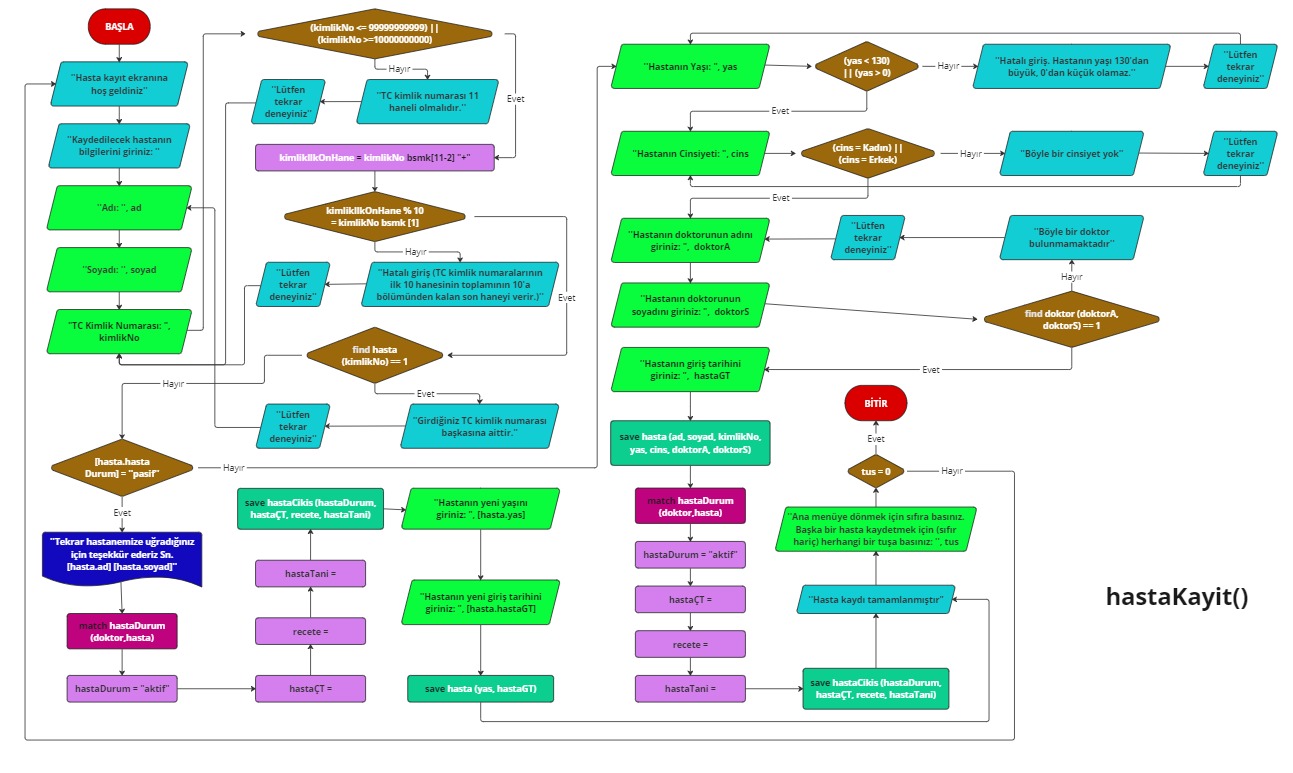 BAŞLA
"Hasta kayıt ekranına
hoş geldiniz"
"Kaydedilecek hastanın
bilgilerini giriniz: "
"Adı: ", ad
"Soyadı: ", soyad
"TC Kimlik Numarası: ",
kimlikNo
(kimlikNo <= 99999999999) ||
(kimlikNo >=10000000000)
Hayır
Evet
"TC kimlik numarası 11
haneli olmalıdır."
"Lütfen
tekrar
deneyiniz"
kimlikIlkOnHane = kimlikNo bsmk[11-2] "+"
kimlikIlkOnHane % 10
= kimlikNo bsmk [1]
Hayır
Evet
"Hatalı giriş (TC kimlik numaralarının
ilk 10 hanesinin toplamının 10'a
bölümünden kalan son haneyi verir.)"
"Lütfen
tekrar
deneyiniz"
find hasta
(kimlikNo) == 1
Hayır
Evet
"Girdiğiniz TC kimlik numarası
başkasına aittir."
"Lütfen
tekrar
deneyiniz"
[hasta.hasta
Durum] = "pasif"
Hayır
Evet
"Tekrar hastanemize uğradığınız
için teşekkür ederiz Sn.
[hasta.ad] [hasta.soyad]"
match hastaDurum
(doktor,hasta)
hastaDurum = "aktif"
hastaÇT =
recete =
hastaTani =
save hastaCikis (hastaDurum,
hastaÇT, recete, hastaTani)
"Hastanın yeni yaşını
giriniz: ", [hasta.yas]
"Hastanın yeni giriş tarihini
giriniz: ", [hasta.hastaGT]
save hasta (yas, hastaGT)
"Hastanın Yaşı: ", yas
(yas < 130)
|| (yas > 0)
Hayır
"Hatalı giriş. Hastanın yaşı 130'dan
büyük, 0'dan küçük olamaz."
"Lütfen
tekrar
deneyiniz"
Evet
"Hastanın Cinsiyeti: ", cins
(cins = Kadın) ||
(cins = Erkek)
Hayır
"Böyle bir cinsiyet yok"
"Lütfen
tekrar
deneyiniz"
Evet
"Hastanın doktorunun adını
giriniz: ", doktorA
"Lütfen
tekrar
deneyiniz"
"Böyle bir doktor
bulunmamaktadır"
Hayır
"Hastanın doktorunun
soyadını giriniz: ", doktorS
find doktor (doktorA,
doktorS) == 1
Evet
"Hastanın giriş tarihini
giriniz: ", hastaGT
save hasta (ad, soyad, kimlikNo,
yas, cins, doktorA, doktorS)
match hastaDurum
(doktor,hasta)
hastaDurum = "aktif"
hastaÇT =
recete =
hastaTani =
save hastaCikis (hastaDurum,
hastaÇT, recete, hastaTani)
"Hasta kaydı tamamlanmıştır"
"Ana menüye dönmek için sıfıra basınız.
Başka bir hasta kaydetmek için (sıfır
hariç) herhangi bir tuşa basınız: ", tus
tus = 0
Hayır
Evet
BİTİR
hastaKayit()